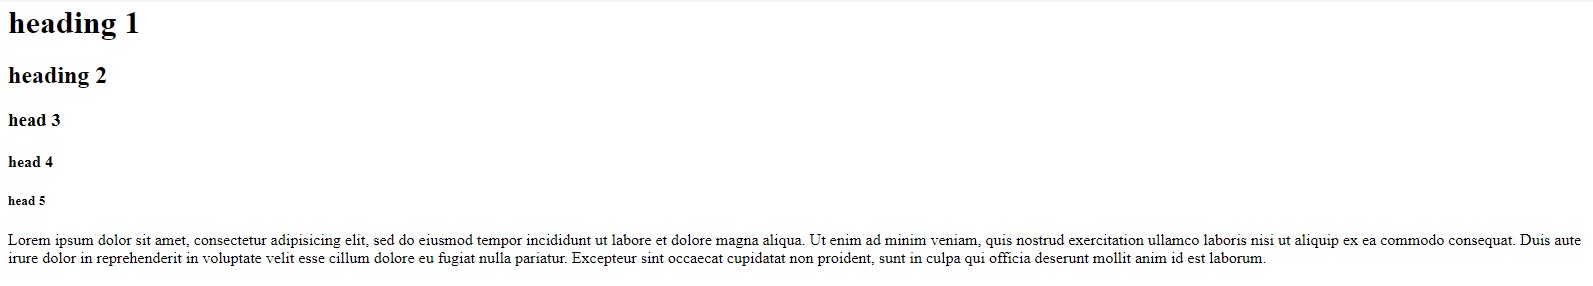 heading 1
heading 2
head 3
head 4
head 5
Lorem ipsum dolor sit amet, consectetur adipisicing elit, sed do eiusmod tempor incididunt ut labore et dolore magna aliqua. Ut enim ad minim veniam, quis nostrud exercitation ullamco laboris nisi ut aliquip ex ea commodo consequat. Duis aute
irure dolor in reprehenderit in voluptate velit esse cillum dolore eu fugiat nulla pariatur. Excepteur sint occaecat cupidatat non proident, sunt in culpa qui officia deserunt mollit anim id est laborum.